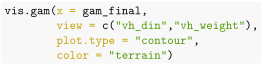 vis.gam(x = gam_final,
        view = c("vh_din","vh_weight"),
        plot.type = "contour",
        color = "terrain")